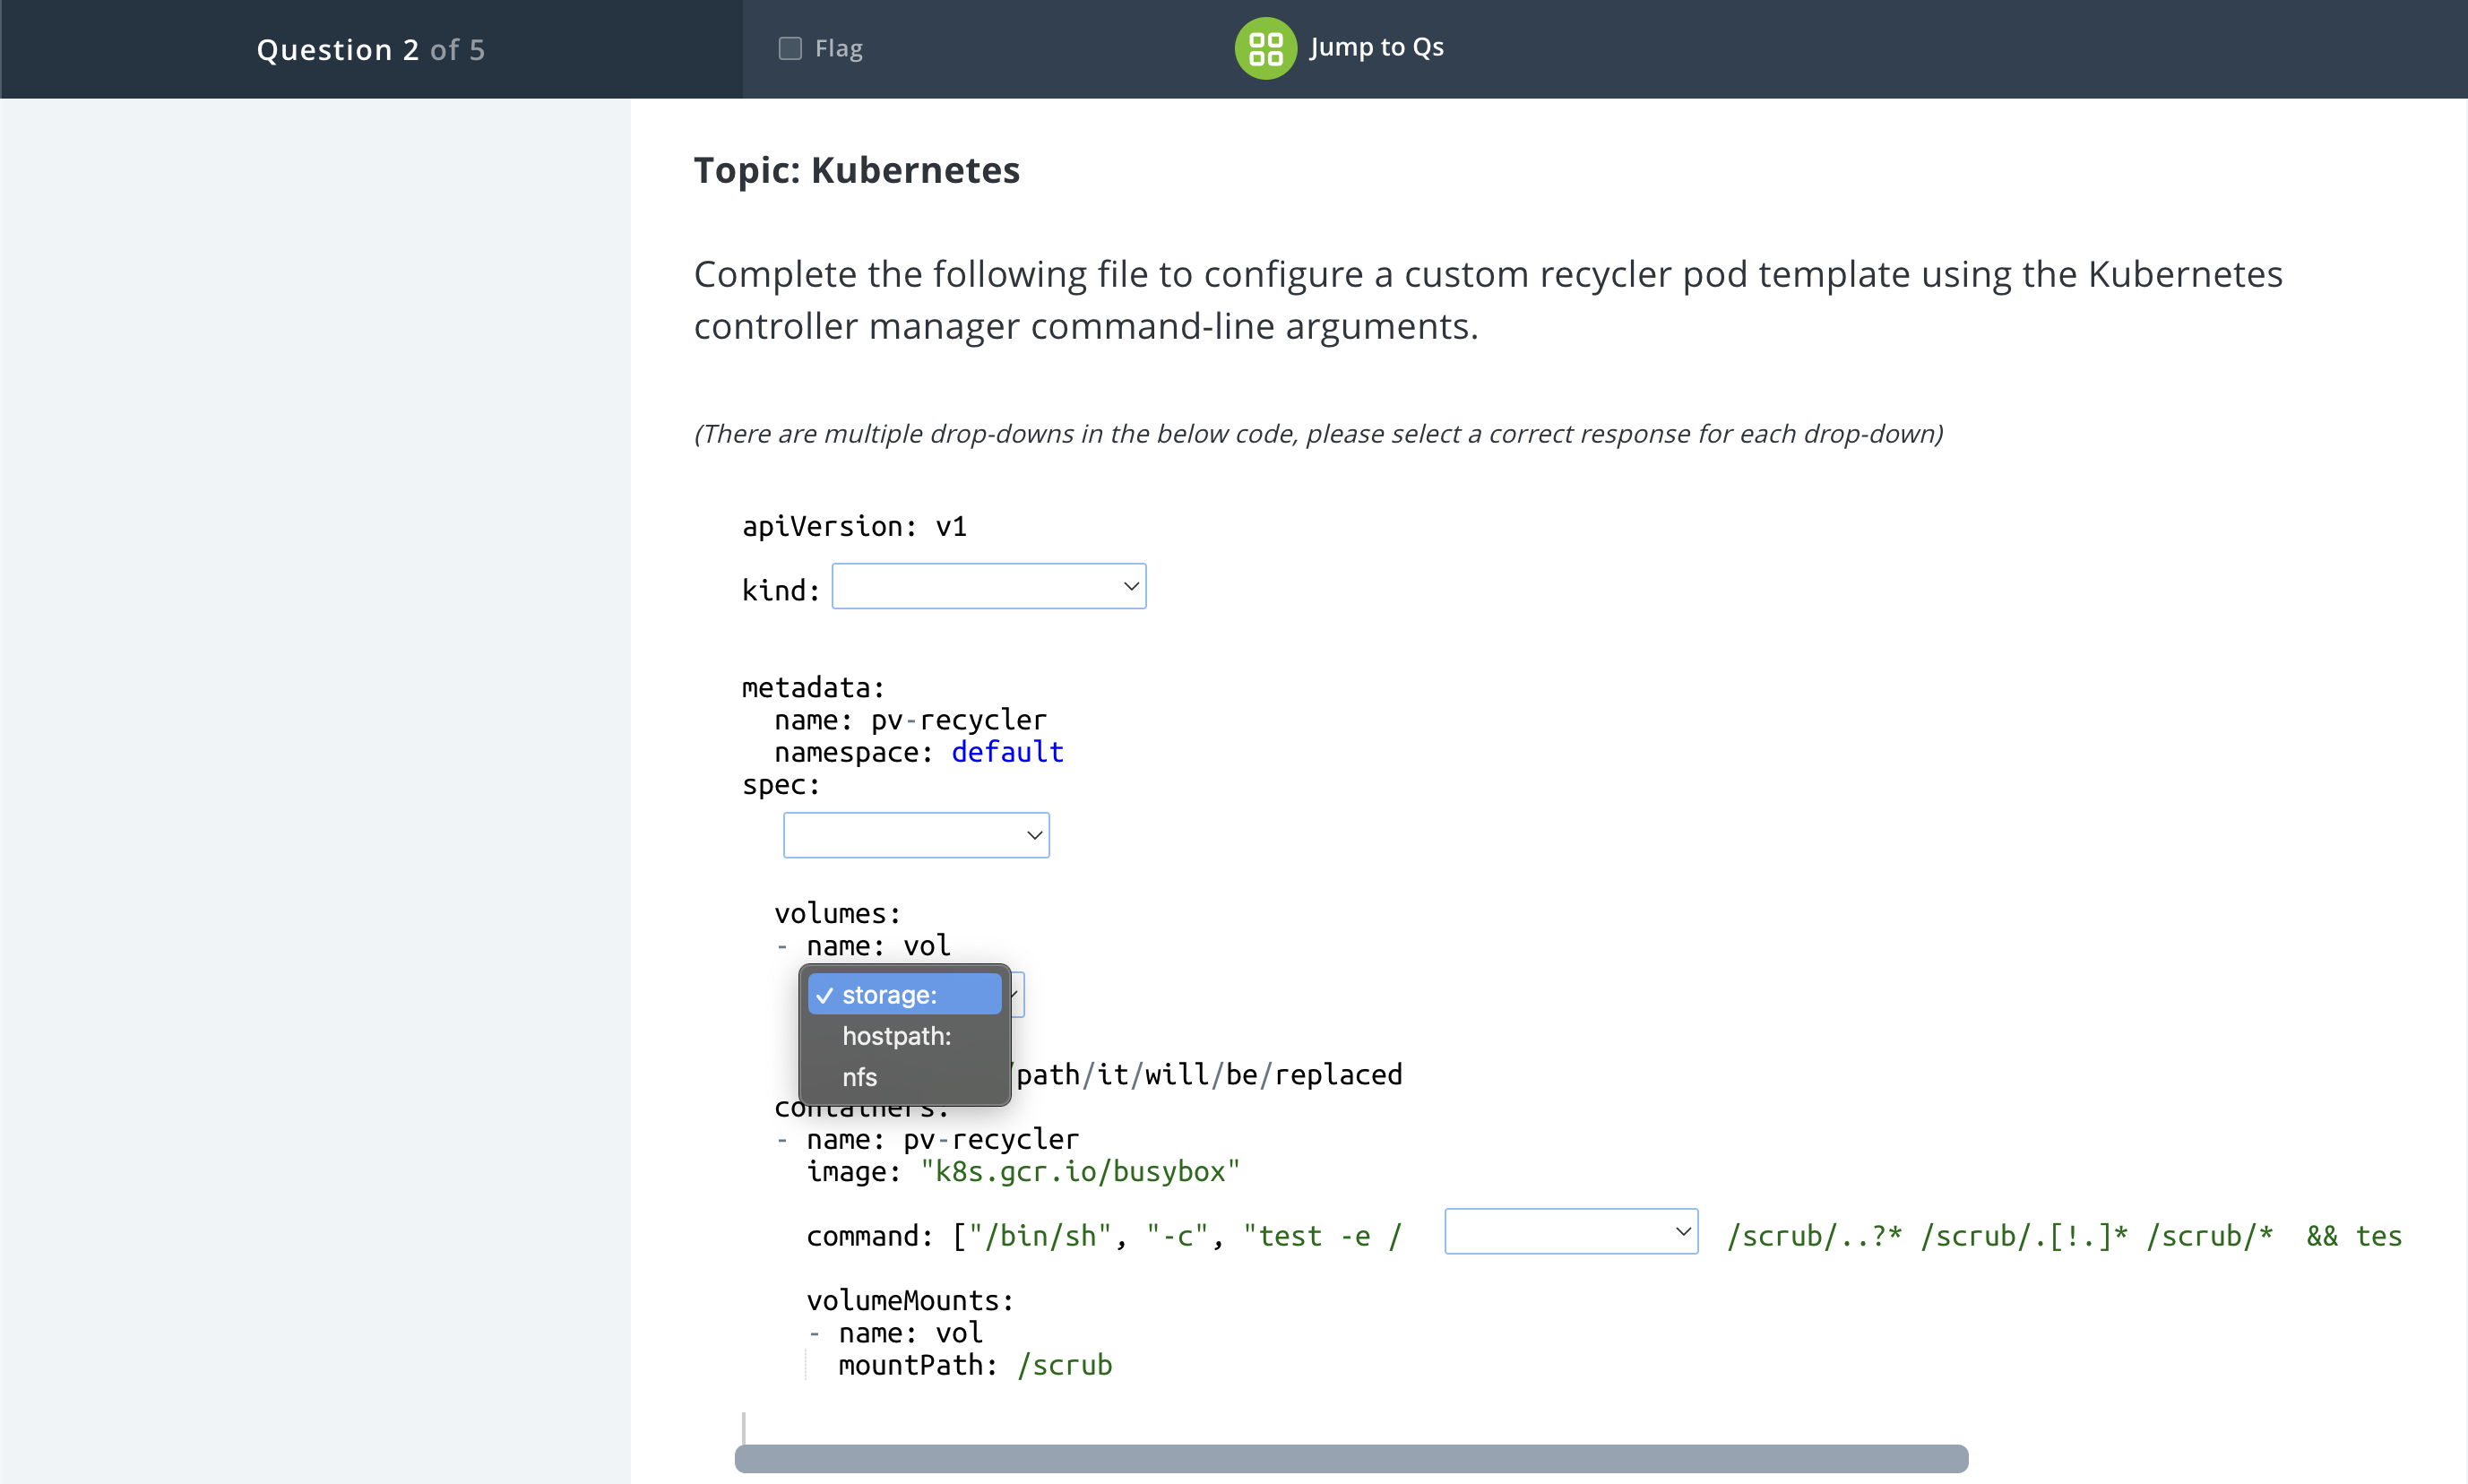 Question 2 of 5
Flag
Jump to Qs
Topic: Kubernetes
Complete the following file to configure a custom recycler pod template using the Kubernetes
controller manager command-line arguments.
(There are multiple drop-downs in the below code, please select a correct response for each drop-down)
apiVersion: v1
kind:
metadata:
name: pv-recycler
namespace: default
spec:
volumes:
- name: vol
✓ storage:
hostpath:
nfs
path/it/will/be/replaced
containers:
- name: pv-recycler
image: "k8s.gcr.io/busybox"
command: ["/bin/sh", "-c", "test -e / /scrub/..?* /scrub/.[!.]* /scrub/* && tes
volumeMounts:
- name: vol
mountPath: /scrub